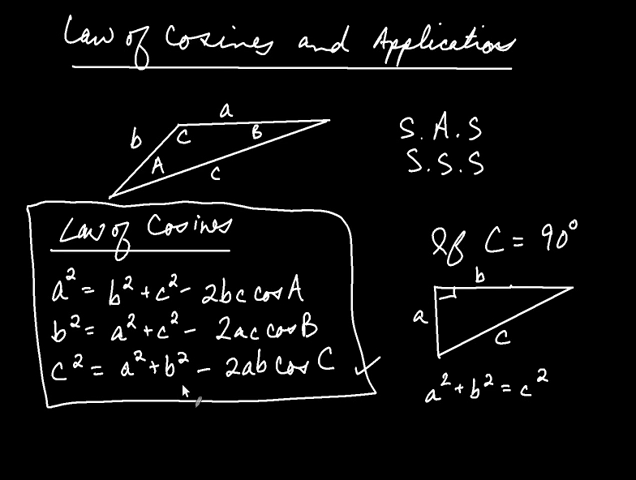 Law of Cosines and Applications
a
b C B
A c
S.A.S
S.S.S
Law of Cosines
a² = b² + c² - 2bc cos A
b² = a² + c² - 2ac cos B
c² = a² + b² - 2ab cos C ✓
If C = 90°
b
a
c
a² + b² = c²